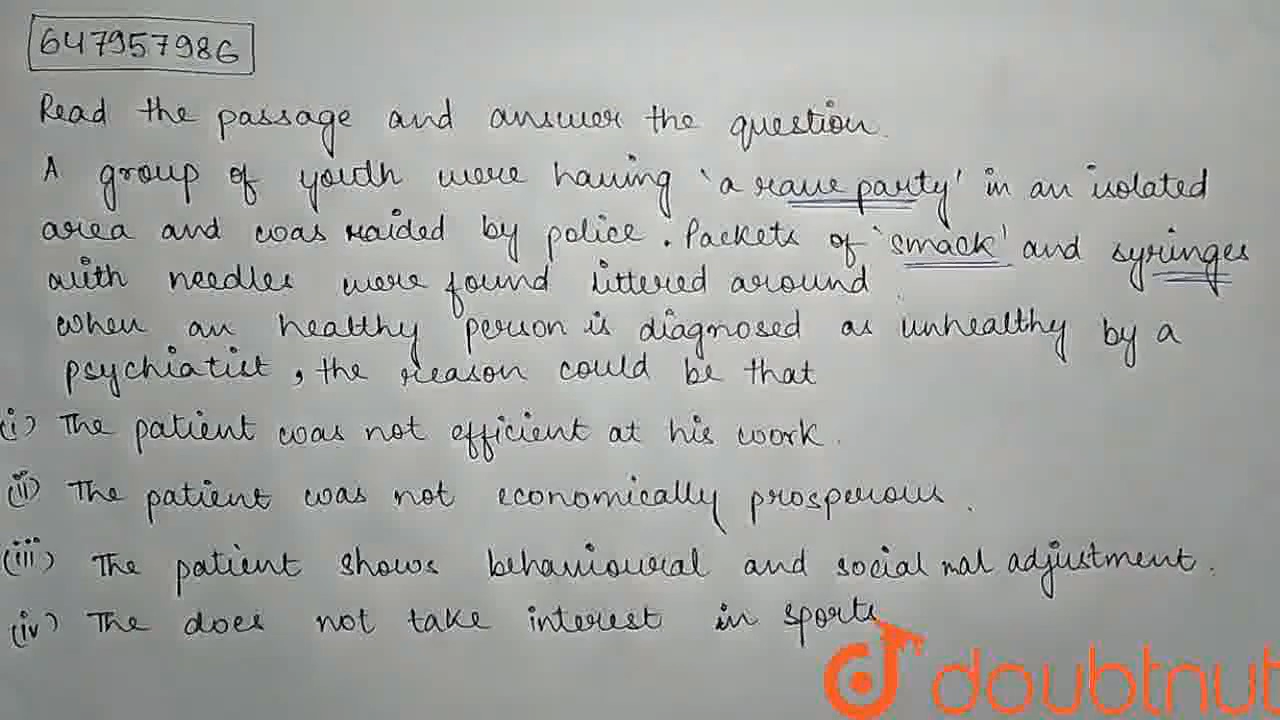 647957986
Read the passage and answer the question.
A group of youth were having 'a rave party' in an isolated
area and was raided by police. Packets of 'smack' and syringes
with needles were found littered around.
when an healthy person is diagnosed as unhealthy by a
psychiatist, the reason could be that
(i) The patient was not efficient at his work.
(ii) The patient was not economically prosperous.
(iii) The patient shows behavioural and social mal adjustment.
(iv) The does not take interest in sports
doubtnut